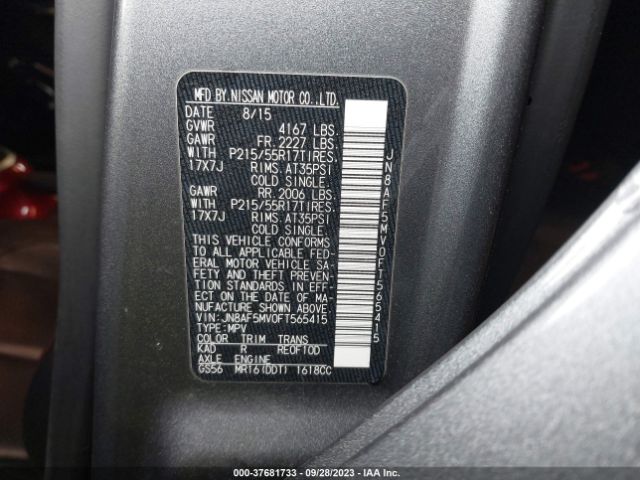 MFD BY NISSAN MOTOR CO., LTD.
DATE 8/15
GVWR 4167 LBS.
GAWR FR. 2227 LBS.
WITH P215/55R17TIRES.
17X7J RIMS. AT35PSI
COLD SINGLE.
GAWR RR. 2006 LBS.
WITH P215/55R17TIRES.
17X7J RIMS. AT35PSI
COLD SINGLE.
THIS VEHICLE CONFORMS
TO ALL APPLICABLE FED-
ERAL MOTOR VEHICLE SA-
FETY AND THEFT PREVEN-
TION STANDARDS IN EFF-
ECT ON THE DATE OF MA-
NUFACTURE SHOWN ABOVE.
VIN: JN8AF5MV0FT565415
TYPE: MPV
COLOR TRIM TRANS
KAD R RE0F10D
AXLE ENGINE
GS56 MR16(DDT) 1618CC
JN8AF5MV0FT565415
000-37681733 - 09/28/2023 - IAA Inc.